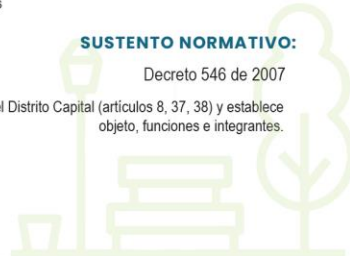 SUSTENTO NORMATIVO:
Decreto 546 de 2007
Distrito Capital (artículos 8, 37, 38) y establece
objeto, funciones e integrantes.